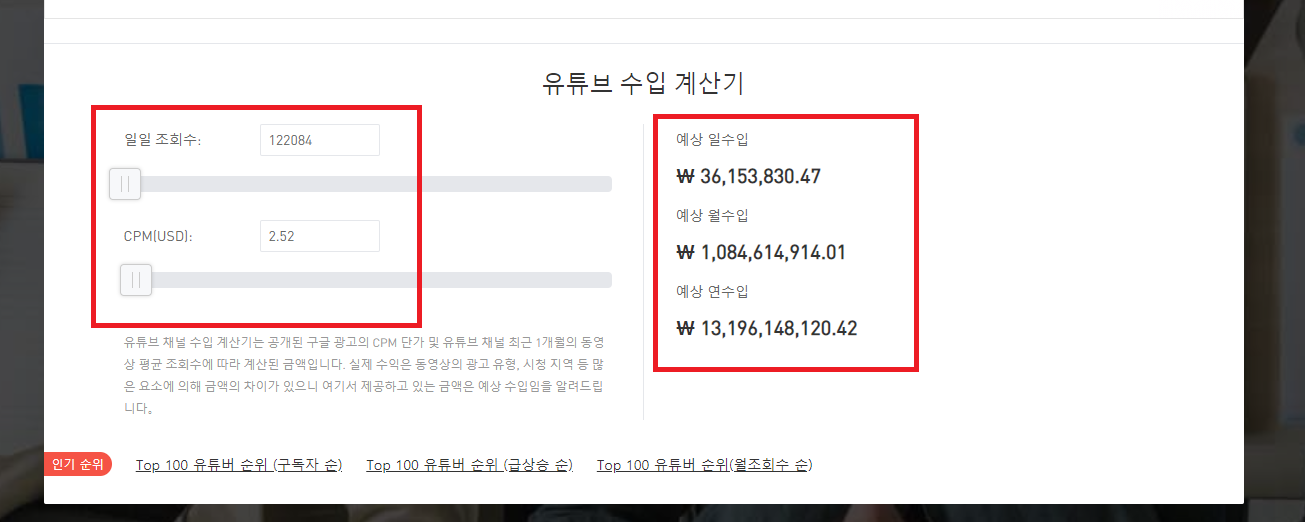 유튜브 수입 계산기
일일 조회수: 122084
CPM(USD): 2.52
유튜브 채널 수입 계산기는 공개된 구글 광고의 CPM 단가 및 유튜브 채널 최근 1개월의 동영
상 평균 조회수에 따라 계산된 금액입니다. 실제 수익은 동영상의 광고 유형, 시청 지역 등 많
은 요소에 의해 금액의 차이가 있으니 여기서 제공하고 있는 금액은 예상 수입임을 알려드립
니다。
예상 일수입
₩ 36,153,830.47
예상 월수입
₩ 1,084,614,914.01
예상 연수입
₩ 13,196,148,120.42
인기 순위 Top 100 유튜버 순위 (구독자 순) Top 100 유튜버 순위 (급상승 순) Top 100 유튜버 순위(월조회수 순)